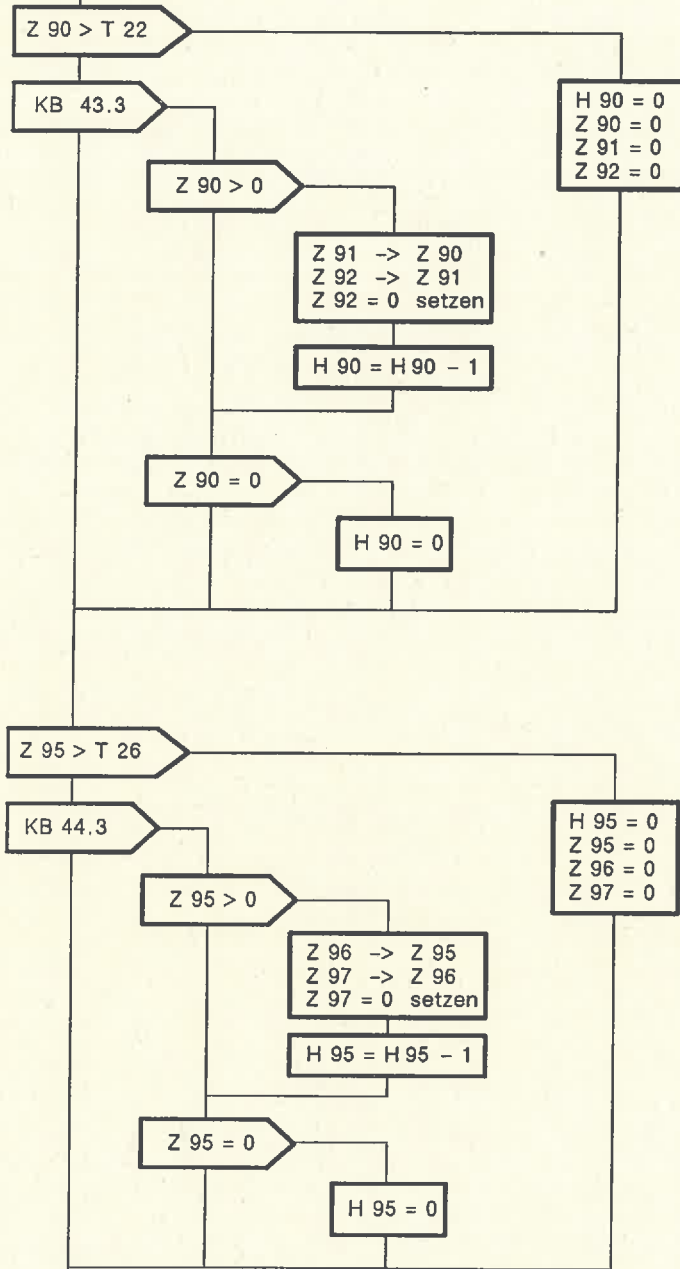 Z 90 > T 22
KB 43.3
H 90 = 0
Z 90 = 0
Z 91 = 0
Z 92 = 0
Z 90 > 0
Z 91 -> Z 90
Z 92 -> Z 91
Z 92 = 0 setzen
H 90 = H 90 - 1
Z 90 = 0
H 90 = 0
Z 95 > T 26
KB 44.3
H 95 = 0
Z 95 = 0
Z 96 = 0
Z 97 = 0
Z 95 > 0
Z 96 -> Z 95
Z 97 -> Z 96
Z 97 = 0 setzen
H 95 = H 95 - 1
Z 95 = 0
H 95 = 0